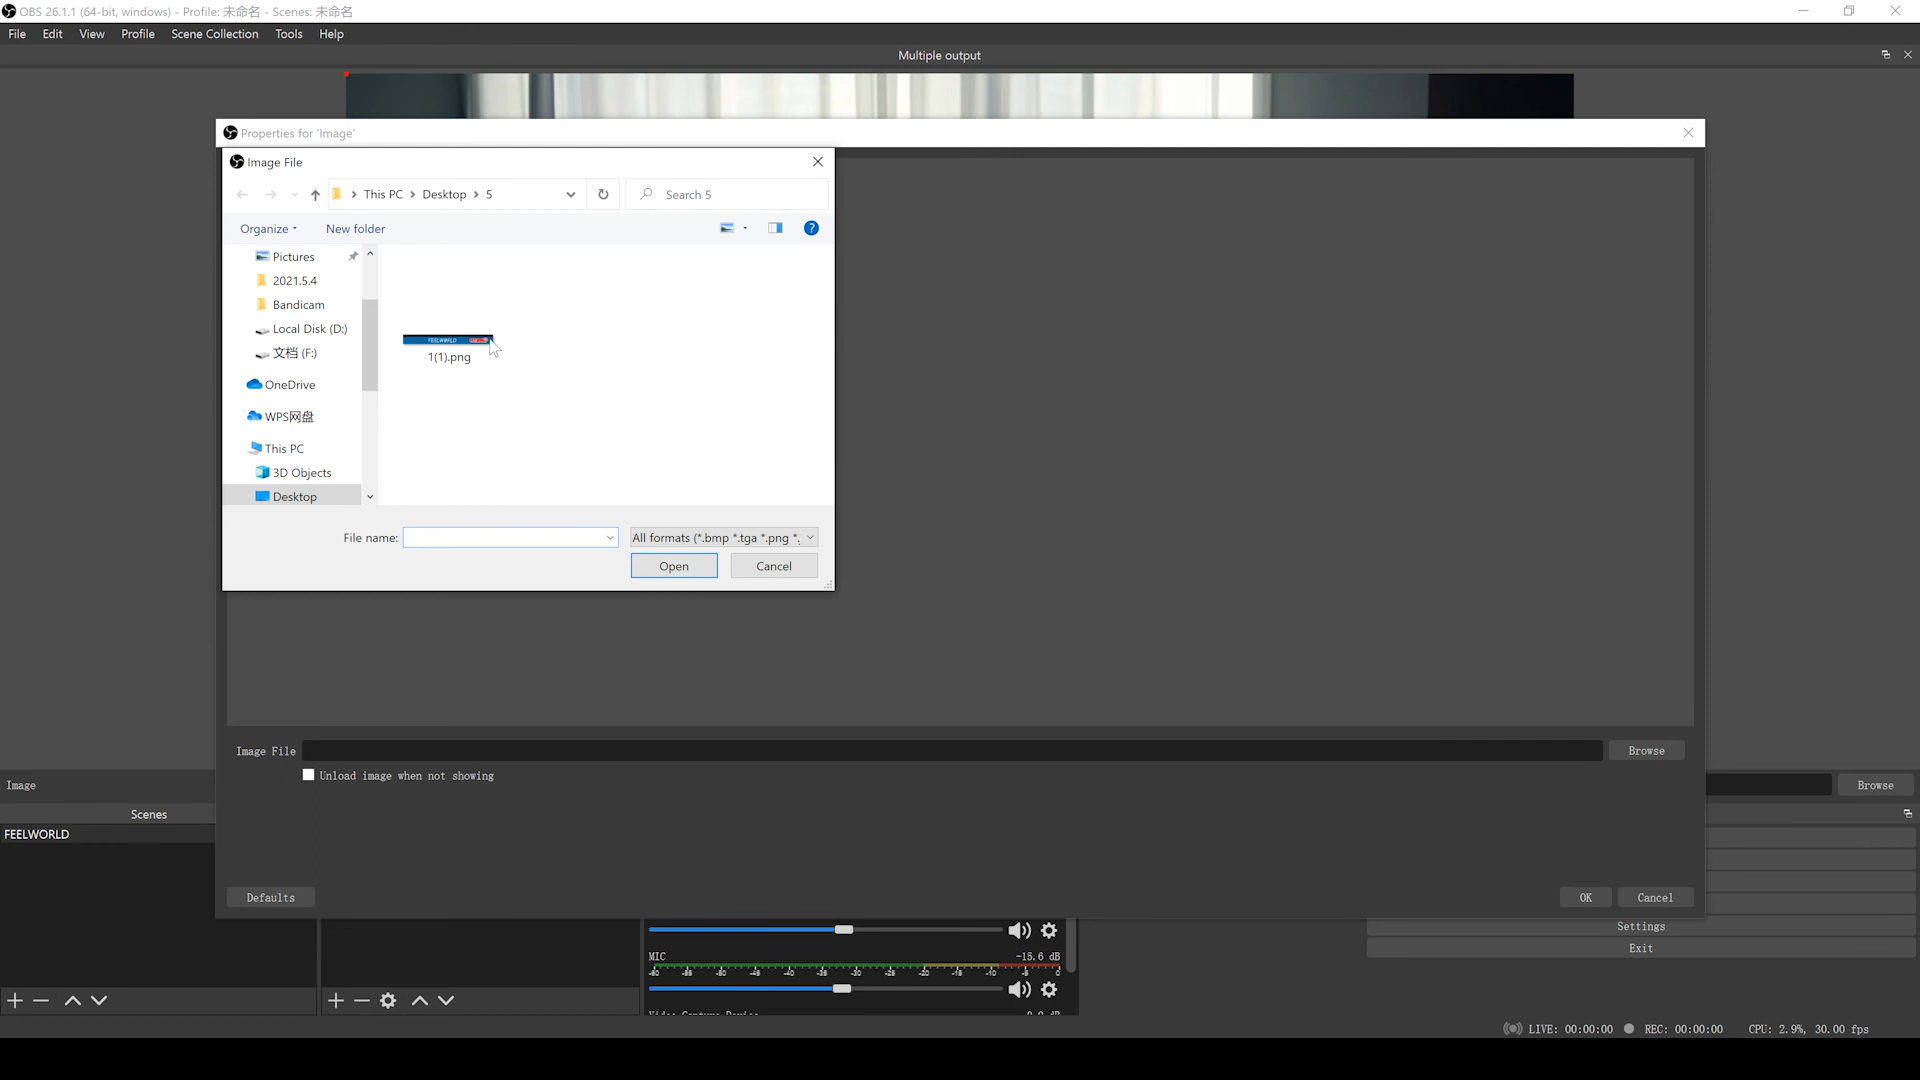 OBS 26.1.1 (64-bit, windows) - Profile: 未命名 - Scenes: 未命名
File Edit View Profile Scene Collection Tools Help
Multiple output
Properties for 'Image'
Image File
This PC > Desktop > 5
Search 5
Organize
New folder
Pictures
2021.5.4
Bandicam
Local Disk (D:)
文档 (F:)
OneDrive
WPS网盘
This PC
3D Objects
Desktop
FEELWORLD
1(1).png
File name:
All formats (*.bmp *.tga *.png *.
Open
Cancel
Image File
Browse
Unload image when not showing
Image
Browse
Scenes
FEELWORLD
Defaults
OK
Cancel
Settings
Exit
MIC
-15.6 dB
LIVE: 00:00:00
REC: 00:00:00
CPU: 2.9%, 30.00 fps